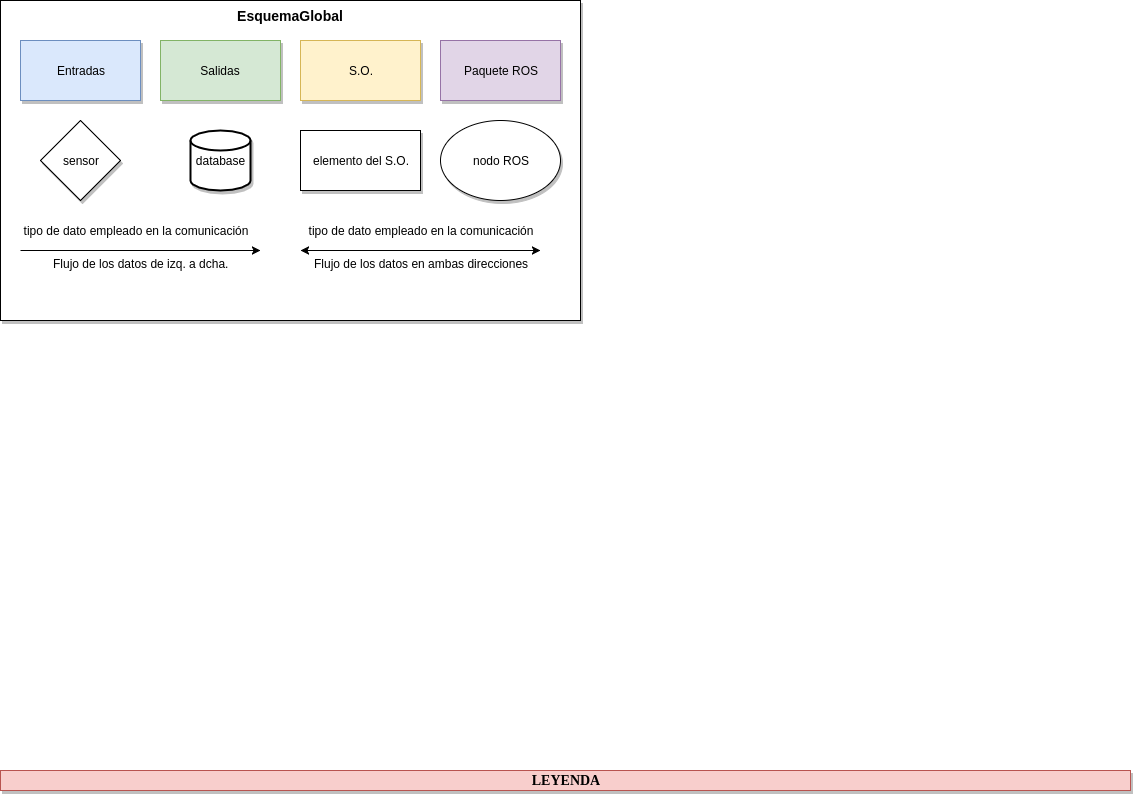 EsquemaGlobal
Entradas
Salidas
S.O.
Paquete ROS
sensor
database
elemento del S.O.
nodo ROS
tipo de dato empleado en la comunicación
tipo de dato empleado en la comunicación
Flujo de los datos de izq. a dcha.
Flujo de los datos en ambas direcciones
LEYENDA